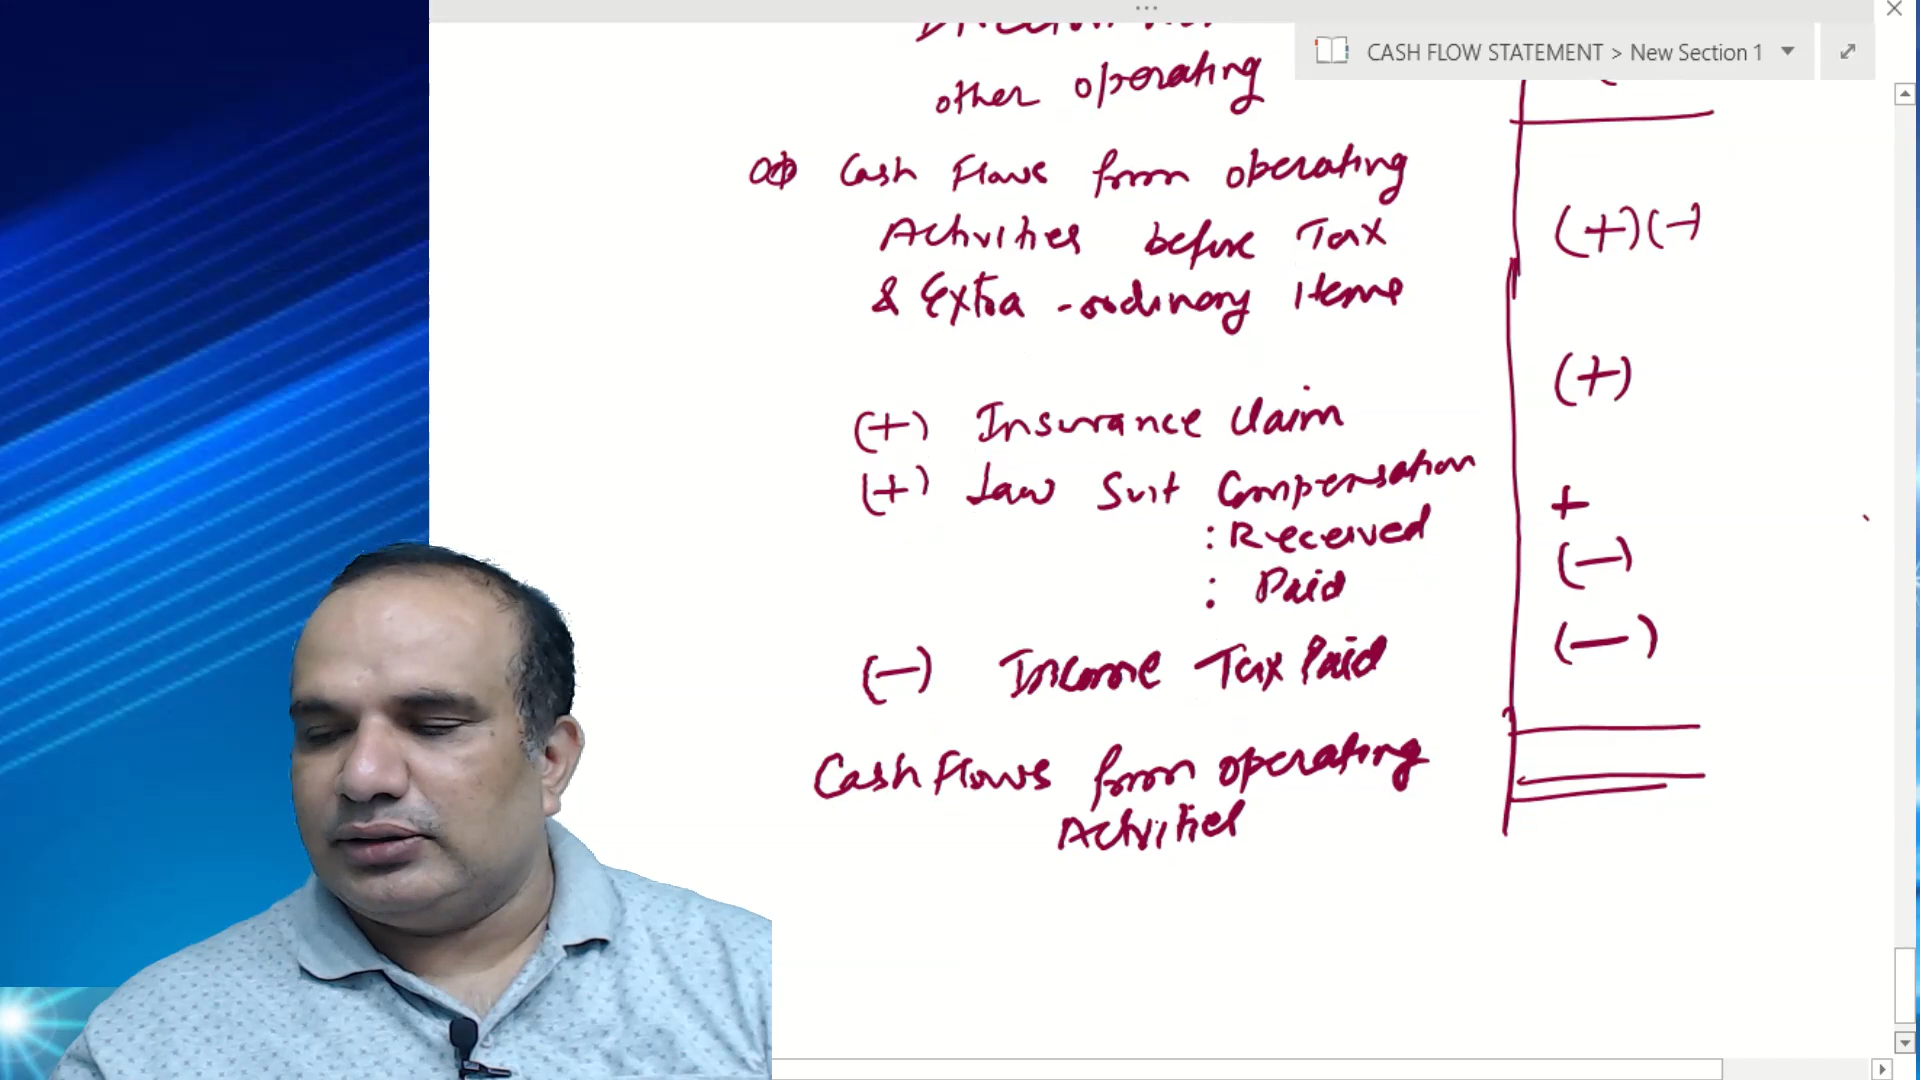 CASH FLOW STATEMENT > New Section 1
other operating
Cash Flows from operating
Activities before Tax (+)(-)
& Extra-ordinary items
(+)
(+) Insurance claim
(+) Law Suit Compensation
+
: Received
(-)
: Paid
(-) Income Tax Paid (-)
Cash Flows from operating
Activities